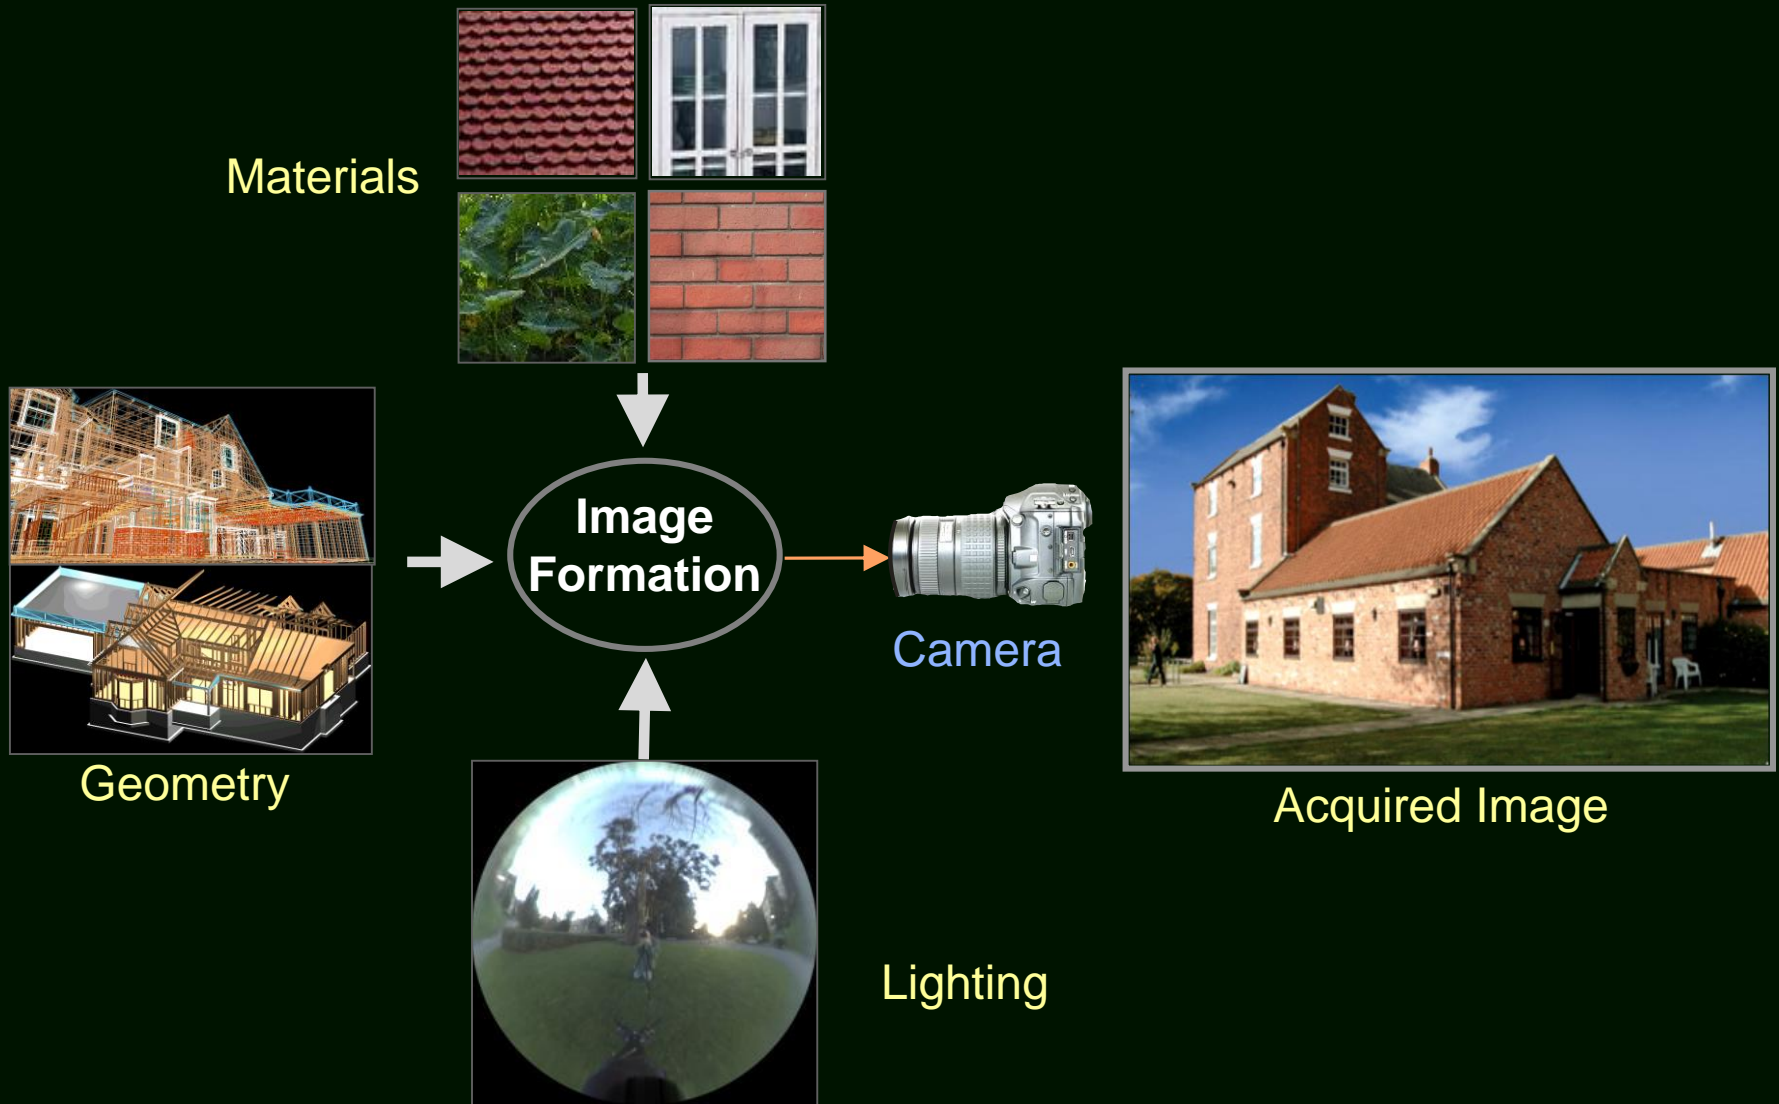 Materials
Image
Formation
Camera
Geometry
Acquired Image
Lighting